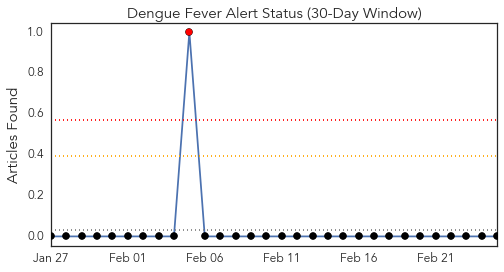 Dengue Fever Alert Status (30-Day Window)
Articles Found
1.0
0.8
0.6
0.4
0.2
0.0
Jan 27 Feb 01 Feb 06 Feb 11 Feb 16 Feb 21